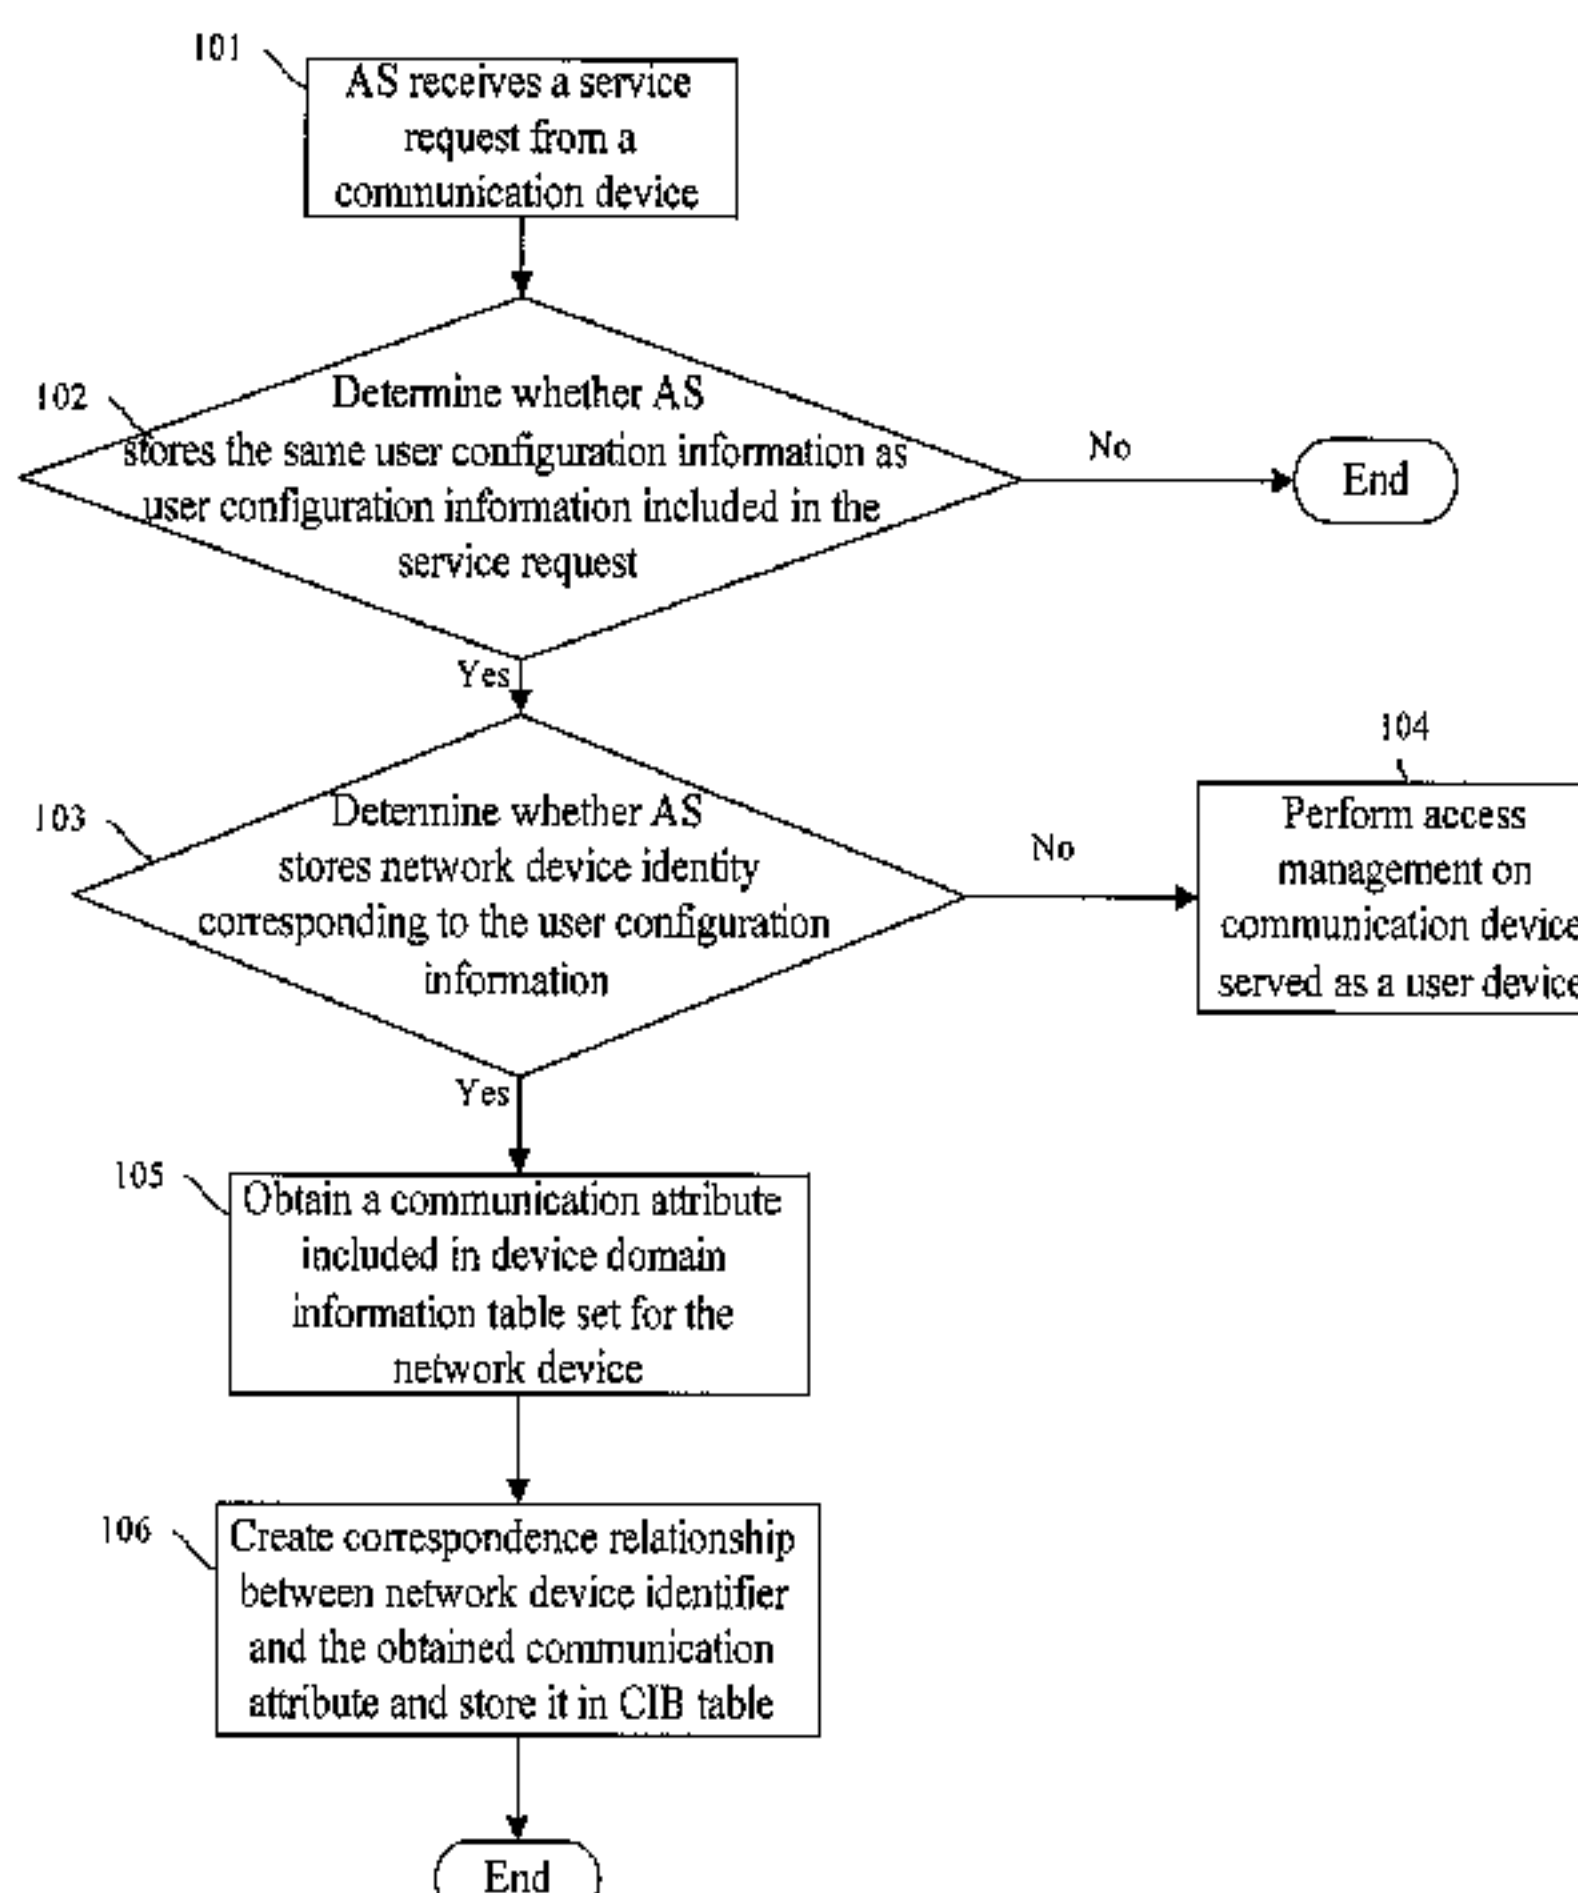 101
AS receives a service
request from a
communication device
102
Determine whether AS
stores the same user configuration information as
user configuration information included in the
service request
No
End
Yes
103
Determine whether AS
stores network device identity
corresponding to the user configuration
information
No
104
Perform access
management on
communication device
served as a user device
Yes
105
Obtain a communication attribute
included in device domain
information table set for the
network device
106
Create correspondence relationship
between network device identifier
and the obtained communication
attribute and store it in CIB table
End